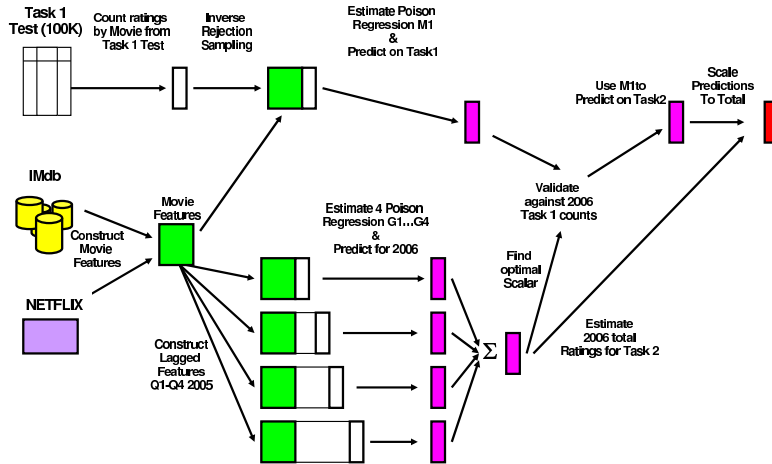 Task 1
Test (100K)
Count ratings
by Movie from
Task 1 Test
Inverse
Rejection
Sampling
Estimate Poison
Regression M1
&
Predict on Task1
Use M1to
Predict on Task2
Scale
Predictions
To Total
IMdb
Construct
Movie
Features
Movie
Features
Estimate 4 Poison
Regression G1...G4
&
Predict for 2006
Validate
against 2006
Task 1 counts
Find
optimal
Scalar
NETFLIX
Construct
Lagged
Features
Q1-Q4 2005
Σ
Estimate
2006 total
Ratings for Task 2